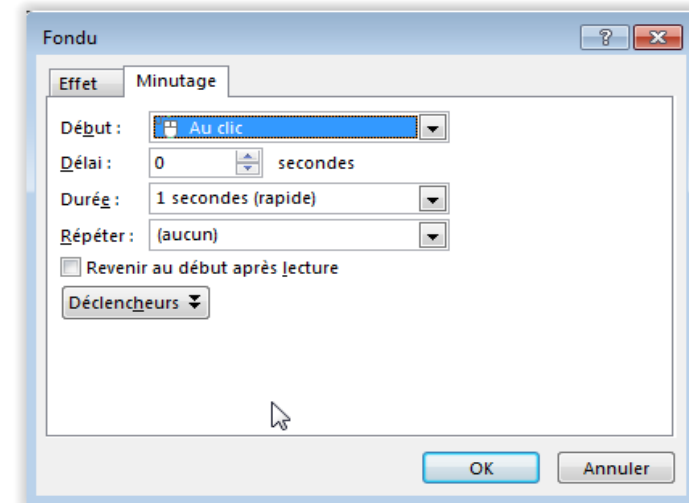 Fondu
Effet Minutage
Début : Au clic
Délai : 0 secondes
Durée : 1 secondes (rapide)
Répéter : (aucun)
Revenir au début après lecture
Déclencheurs
OK Annuler